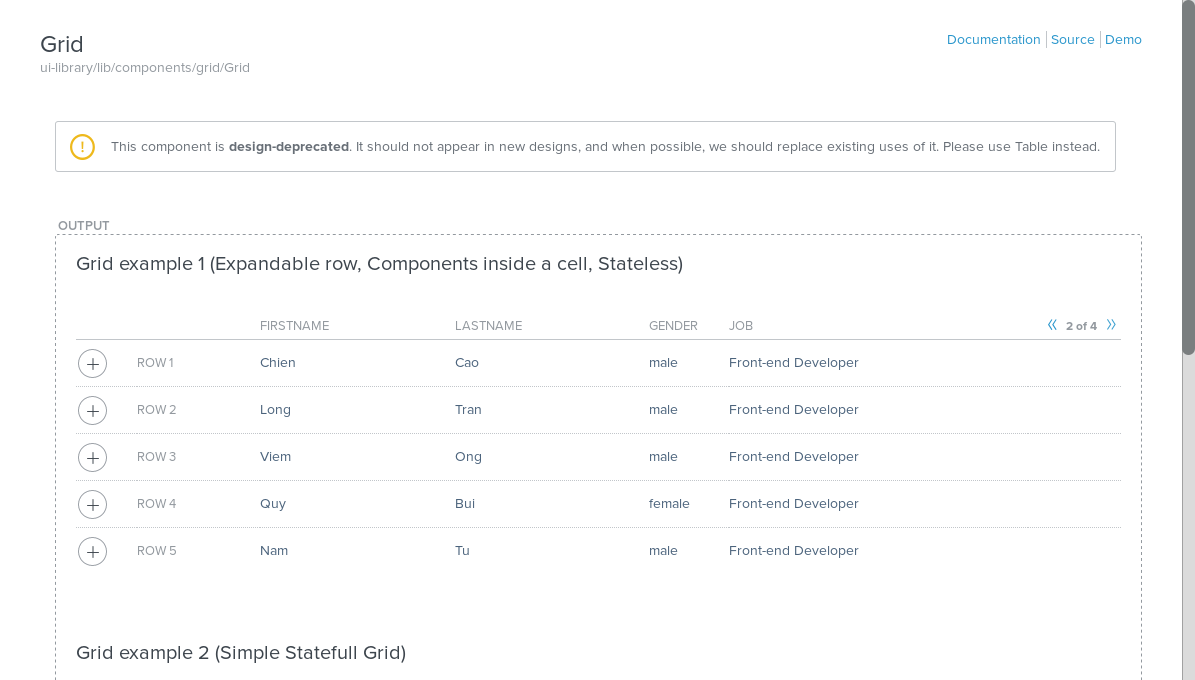 Grid
Documentation Source Demo
ui-library/lib/components/grid/Grid
! This component is design-deprecated. It should not appear in new designs, and when possible, we should replace existing uses of it. Please use Table instead.
OUTPUT
Grid example 1 (Expandable row, Components inside a cell, Stateless)
FIRSTNAME LASTNAME GENDER JOB « 2 of 4 »
+ ROW 1 Chien Cao male Front-end Developer
+ ROW 2 Long Tran male Front-end Developer
+ ROW 3 Viem Ong male Front-end Developer
+ ROW 4 Quy Bui female Front-end Developer
+ ROW 5 Nam Tu male Front-end Developer
Grid example 2 (Simple Statefull Grid)